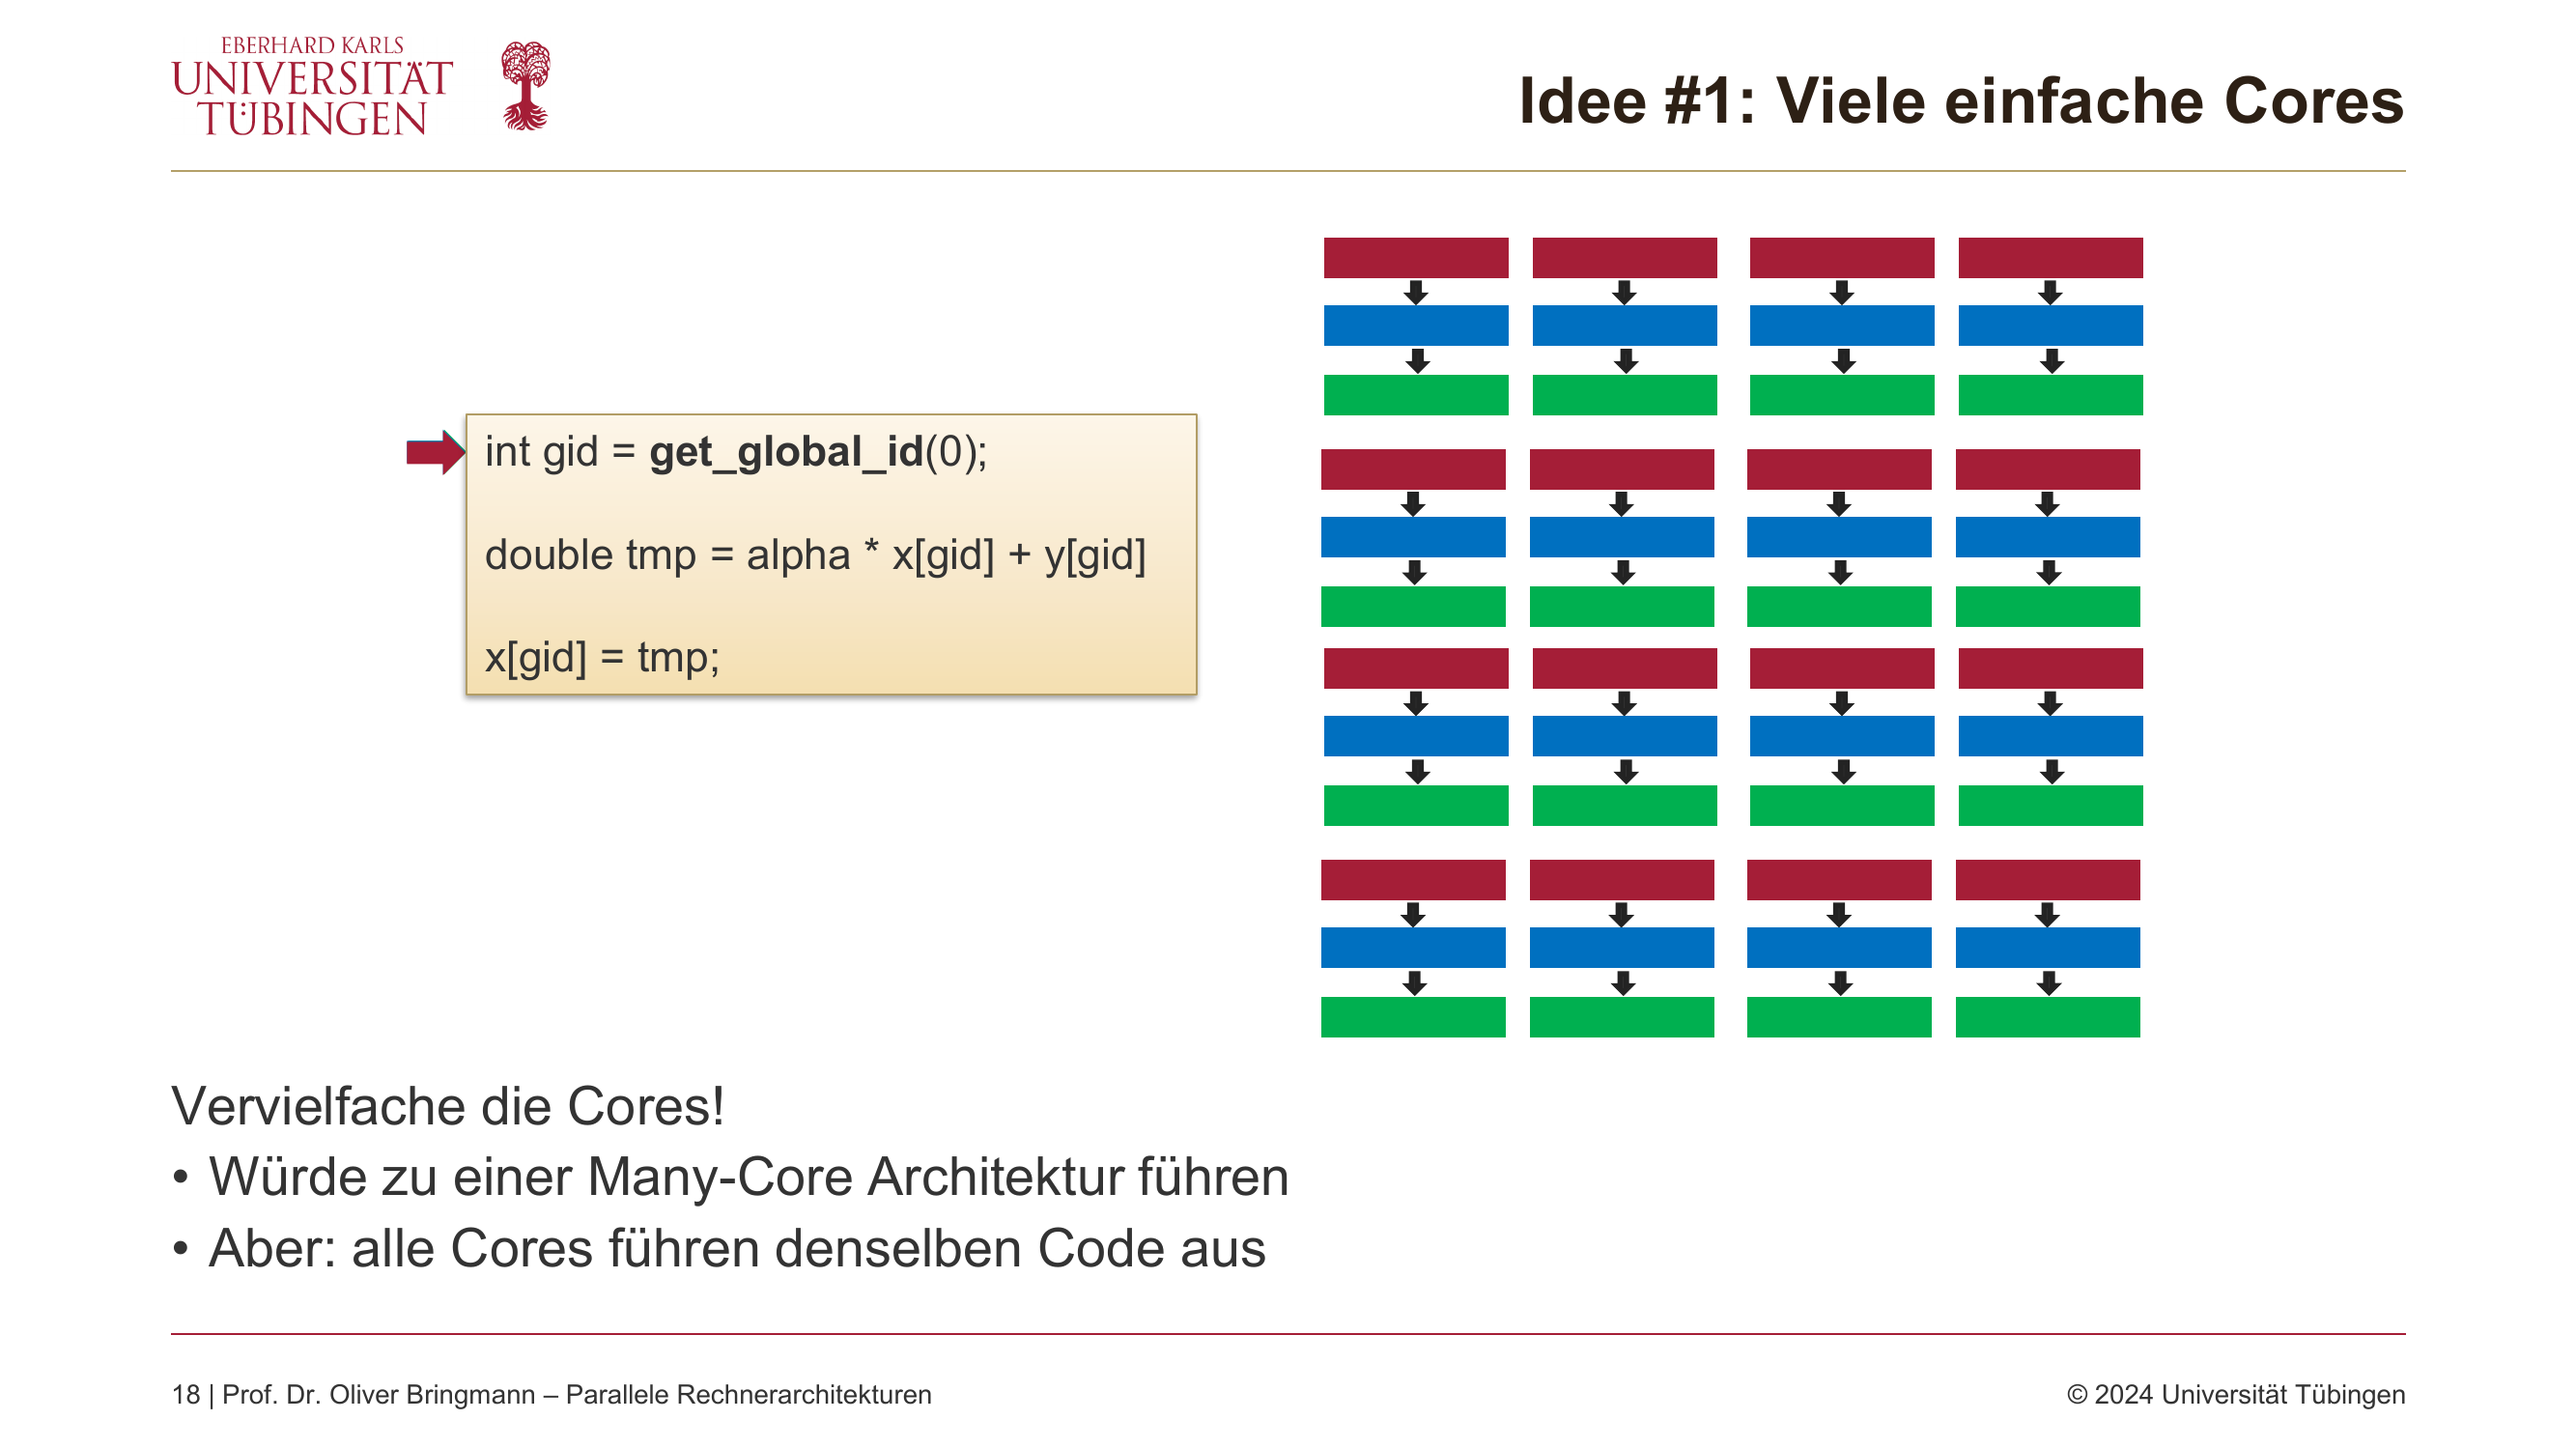 EBERHARD KARLS
UNIVERSITÄT
TÜBINGEN
Idee #1: Viele einfache Cores
int gid = get_global_id(0);
double tmp = alpha * x[gid] + y[gid]
x[gid] = tmp;
Vervielfache die Cores!
• Würde zu einer Many-Core Architektur führen
• Aber: alle Cores führen denselben Code aus
18 | Prof. Dr. Oliver Bringmann – Parallele Rechnerarchitekturen
© 2024 Universität Tübingen